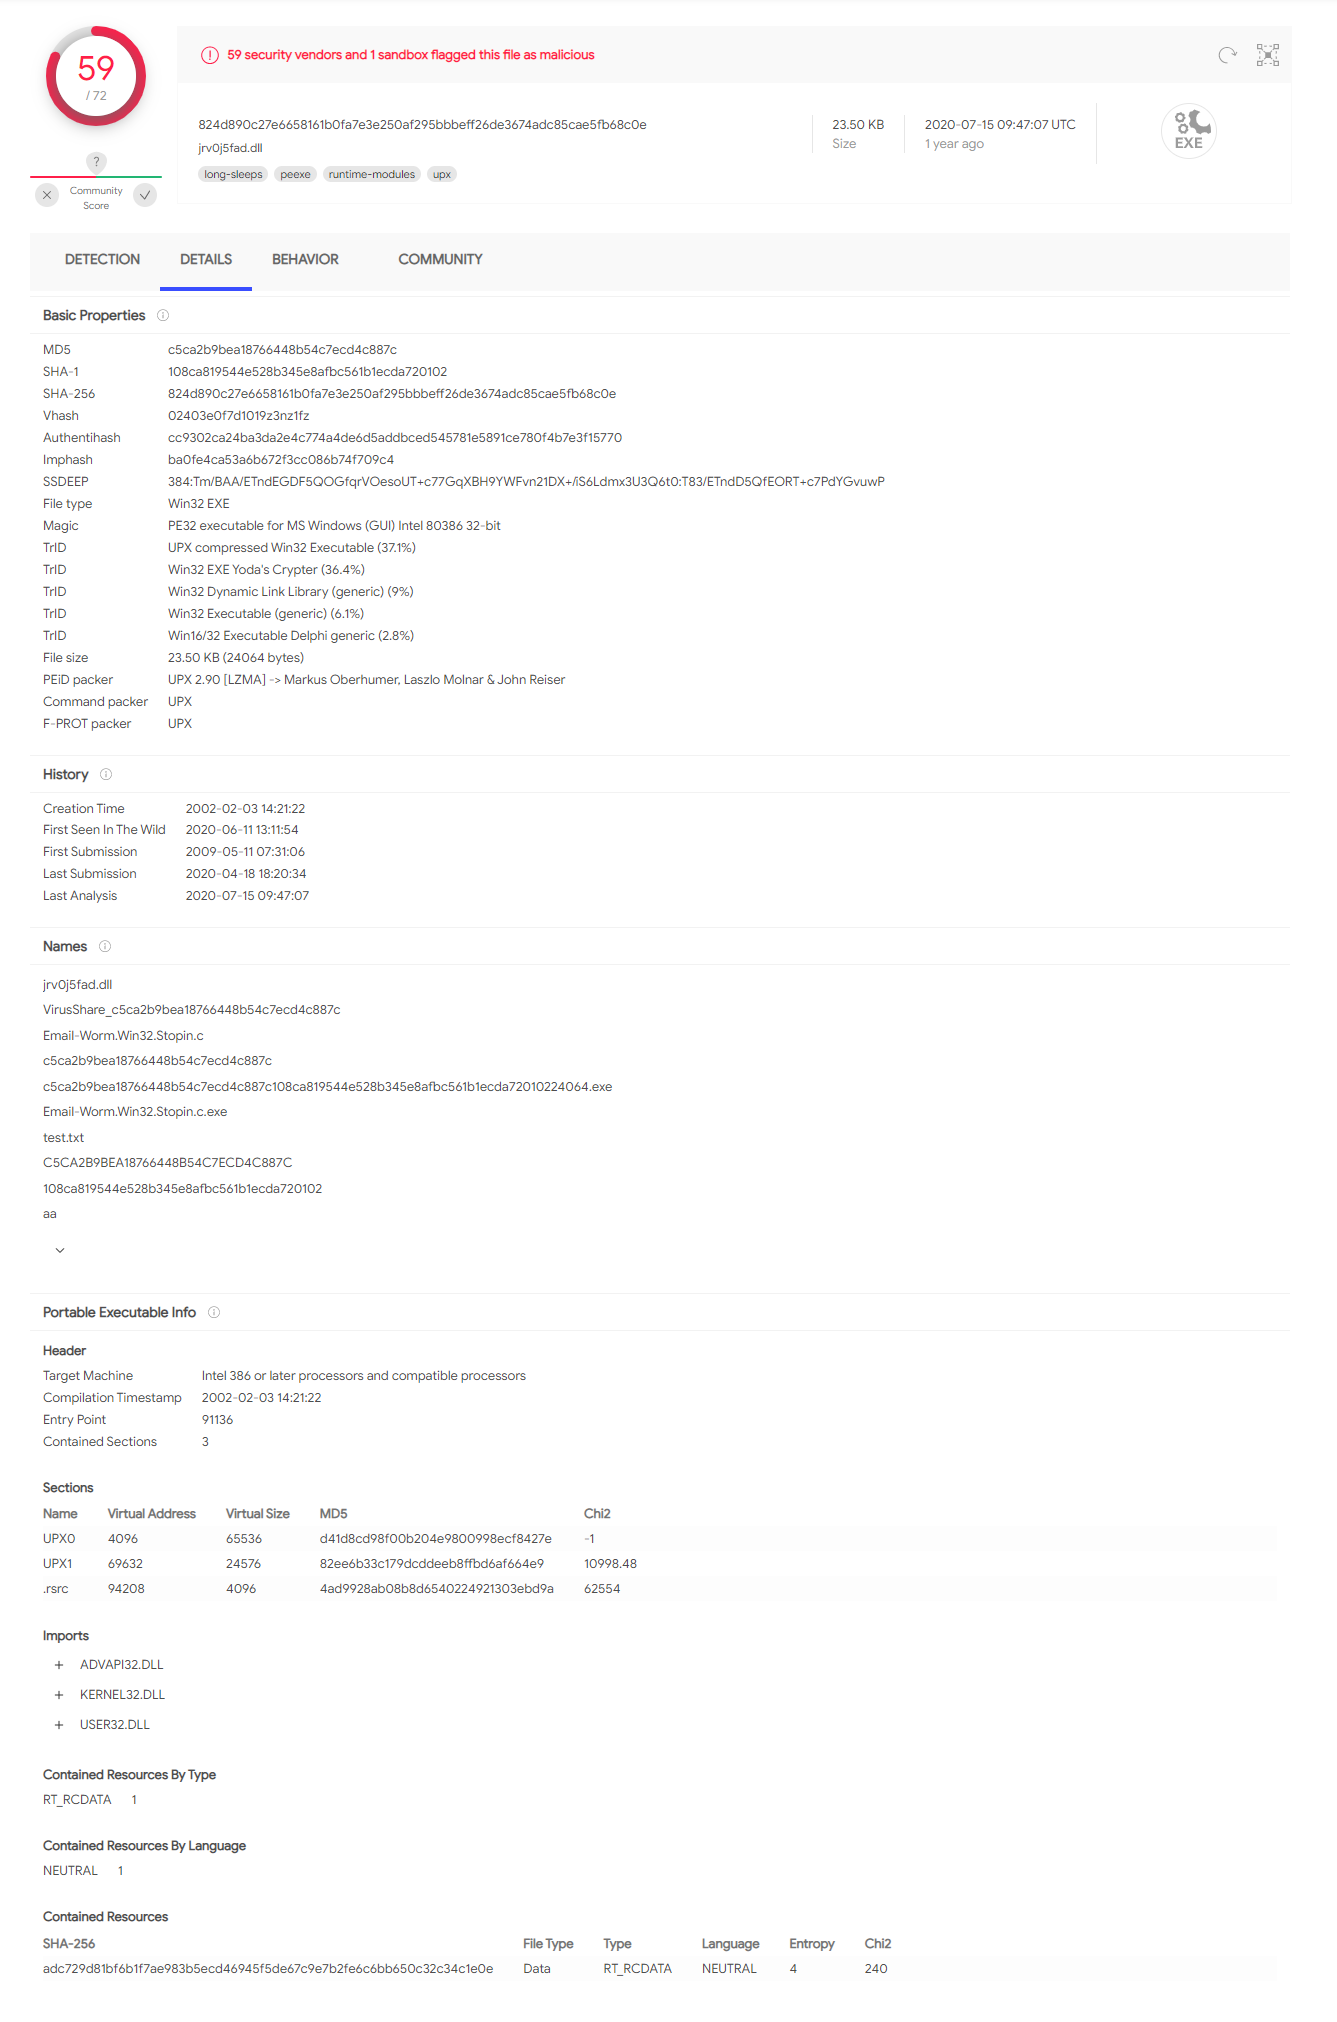 59
/ 72
59 security vendors and 1 sandbox flagged this file as malicious
824d890c27e6658161b0fa7e3e250af295bbbeff26de3674adc85cae5fb68c0e
jrv0j5fad.dll
long-sleeps peexe runtime-modules upx
23.50 KB
Size
2020-07-15 09:47:07 UTC
1 year ago
EXE
?
Community
Score
DETECTION DETAILS BEHAVIOR COMMUNITY
Basic Properties
MD5 c5ca2b9bea18766448b54c7ecd4c887c
SHA-1 108ca819544e528b345e8afbc561b1ecda720102
SHA-256 824d890c27e6658161b0fa7e3e250af295bbbeff26de3674adc85cae5fb68c0e
Vhash 02403e0f7d1019z3nz1fz
Authentihash cc9302ca24ba3da2e4c774a4de6d5addbced545781e5891ce780f4b7e3f15770
Imphash ba0fe4ca53a6b672f3cc086b74f709c4
SSDEEP 384:Tm/BAA/ETndEGDF5QOGfqrVOesoUT+c77GqXBH9YWFvn21DX+/iS6Ldmx3U3Q6t0:T83/ETndD5QfEORT+c7PdYGvuwP
File type Win32 EXE
Magic PE32 executable for MS Windows (GUI) Intel 80386 32-bit
TrID UPX compressed Win32 Executable (37.1%)
TrID Win32 EXE Yoda's Crypter (36.4%)
TrID Win32 Dynamic Link Library (generic) (9%)
TrID Win32 Executable (generic) (6.1%)
TrID Win16/32 Executable Delphi generic (2.8%)
File size 23.50 KB (24064 bytes)
PEiD packer UPX 2.90 [LZMA] -> Markus Oberhumer, Laszlo Molnar & John Reiser
Command packer UPX
F-PROT packer UPX
History
Creation Time 2002-02-03 14:21:22
First Seen In The Wild 2020-06-11 13:11:54
First Submission 2009-05-11 07:31:06
Last Submission 2020-04-18 18:20:34
Last Analysis 2020-07-15 09:47:07
Names
jrv0j5fad.dll
VirusShare_c5ca2b9bea18766448b54c7ecd4c887c
Email-Worm.Win32.Stopin.c
c5ca2b9bea18766448b54c7ecd4c887c
c5ca2b9bea18766448b54c7ecd4c887c108ca819544e528b345e8afbc561b1ecda72010224064.exe
Email-Worm.Win32.Stopin.c.exe
test.txt
C5CA2B9BEA18766448B54C7ECD4C887C
108ca819544e528b345e8afbc561b1ecda720102
aa
Portable Executable Info
Header
Target Machine Intel 386 or later processors and compatible processors
Compilation Timestamp 2002-02-03 14:21:22
Entry Point 91136
Contained Sections 3
Sections
Name Virtual Address Virtual Size MD5 Chi2
UPX0 4096 65536 d41d8cd98f00b204e9800998ecf8427e -1
UPX1 69632 24576 82ee6b33c179dcddeeb8ffbd6af664e9 10998.48
.rsrc 94208 4096 4ad9928ab08b8d6540224921303ebd9a 62554
Imports
+ ADVAPI32.DLL
+ KERNEL32.DLL
+ USER32.DLL
Contained Resources By Type
RT_RCDATA 1
Contained Resources By Language
NEUTRAL 1
Contained Resources
SHA-256 File Type Type Language Entropy Chi2
adc729d81bf6b1f7ae983b5ecd46945f5de67c9e7b2fe6c6bb650c32c34c1e0e Data RT_RCDATA NEUTRAL 4 240